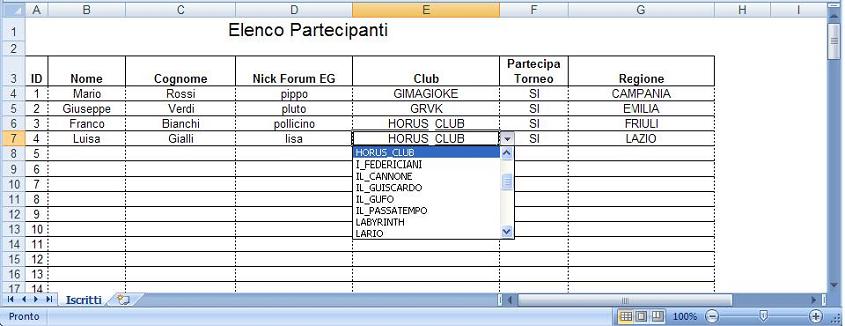 A B C D E F G H I
1 Elenco Partecipanti
2
Partecipa
3 ID Nome Cognome Nick Forum EG Club Torneo Regione
4 1 Mario Rossi pippo GIMAGIOKE SI CAMPANIA
5 2 Giuseppe Verdi pluto GRVK SI EMILIA
6 3 Franco Bianchi pollicino HORUS_CLUB SI FRIULI
7 4 Luisa Gialli lisa HORUS_CLUB SI LAZIO
8 5 HORUS_CLUB
I_FEDERICIANI
9 6 IL_CANNONE
10 7 IL_GUISCARDO
11 8 IL_GUFO
12 9 IL_PASSATEMPO
13 10 LABYRINTH
14 11 LARIO
15 12
16 13
17 14
Iscritti
Pronto 100%